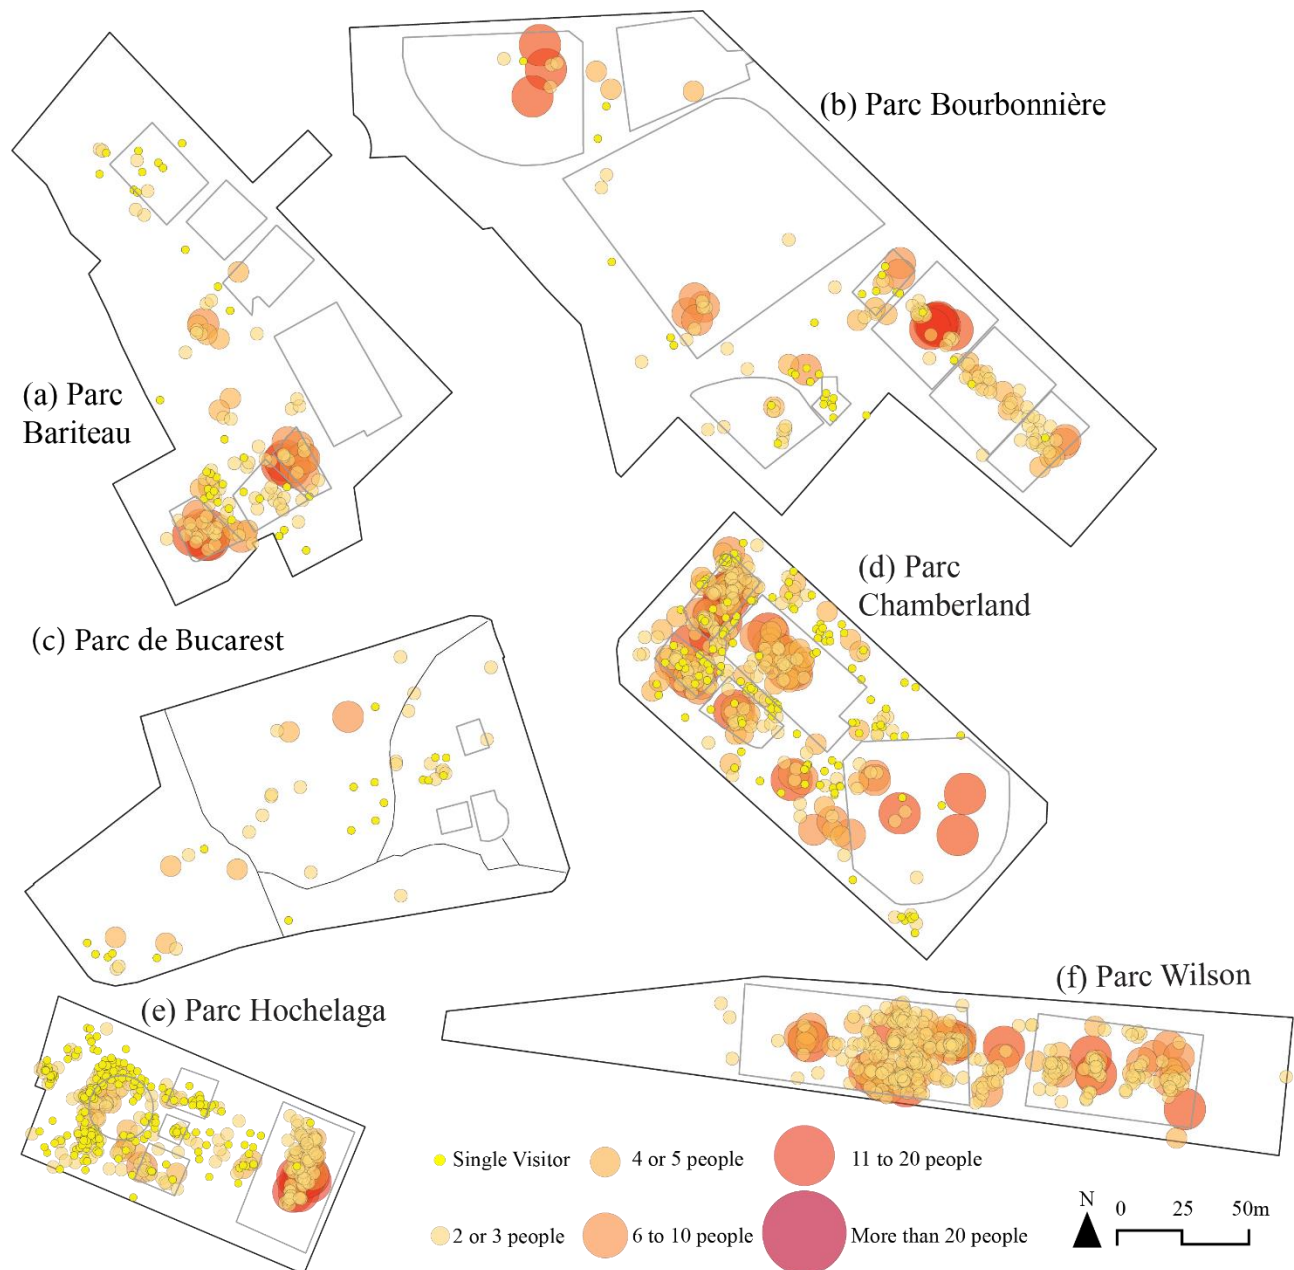 (b) Parc Bourbonnière
(a) Parc
Bariteau
(d) Parc
Chamberland
(c) Parc de Bucarest
(f) Parc Wilson
(e) Parc Hochelaga
Single Visitor
4 or 5 people
11 to 20 people
2 or 3 people
6 to 10 people
More than 20 people
N
0 25 50m